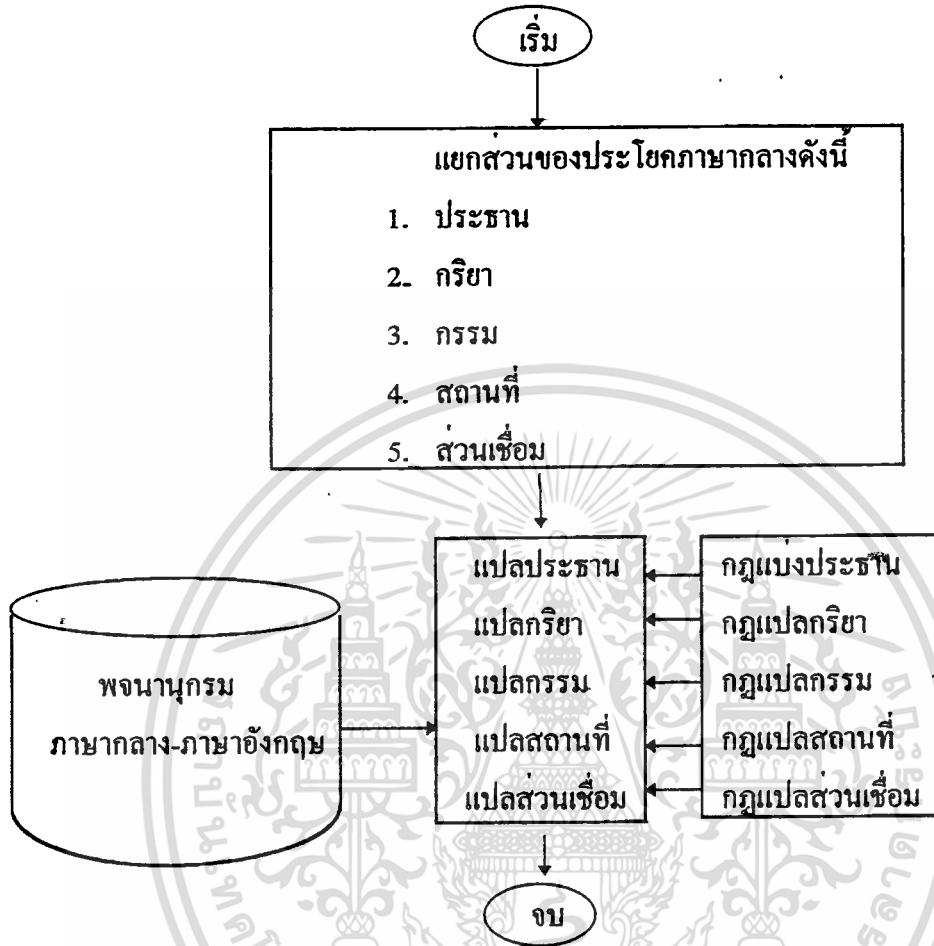 เริ่ม
แยกส่วนของประโยคภาษากลางดังนี้
1. ประธาน
2. กริยา
3. กรรม
4. สถานที่
5. ส่วนเชื่อม
พจนานุกรม
ภาษากลาง-ภาษาอังกฤษ
แปลประธาน
แปลกริยา
แปลกรรม
แปลสถานที่
แปลส่วนเชื่อม
กฎแบ่งประธาน
กฎแปลกริยา
กฎแปลกรรม
กฎแปลสถานที่
กฎแปลส่วนเชื่อม
จบ